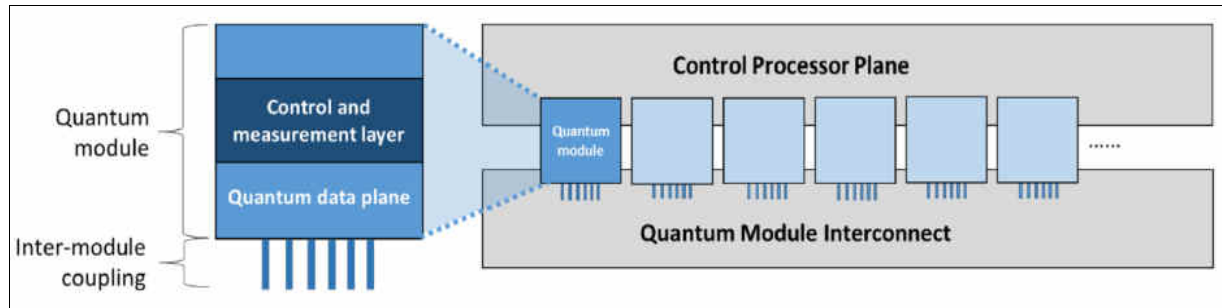 Quantum
module
Inter-module
coupling
Control and
measurement layer
Quantum data plane
Control Processor Plane
Quantum
module
......
Quantum Module Interconnect